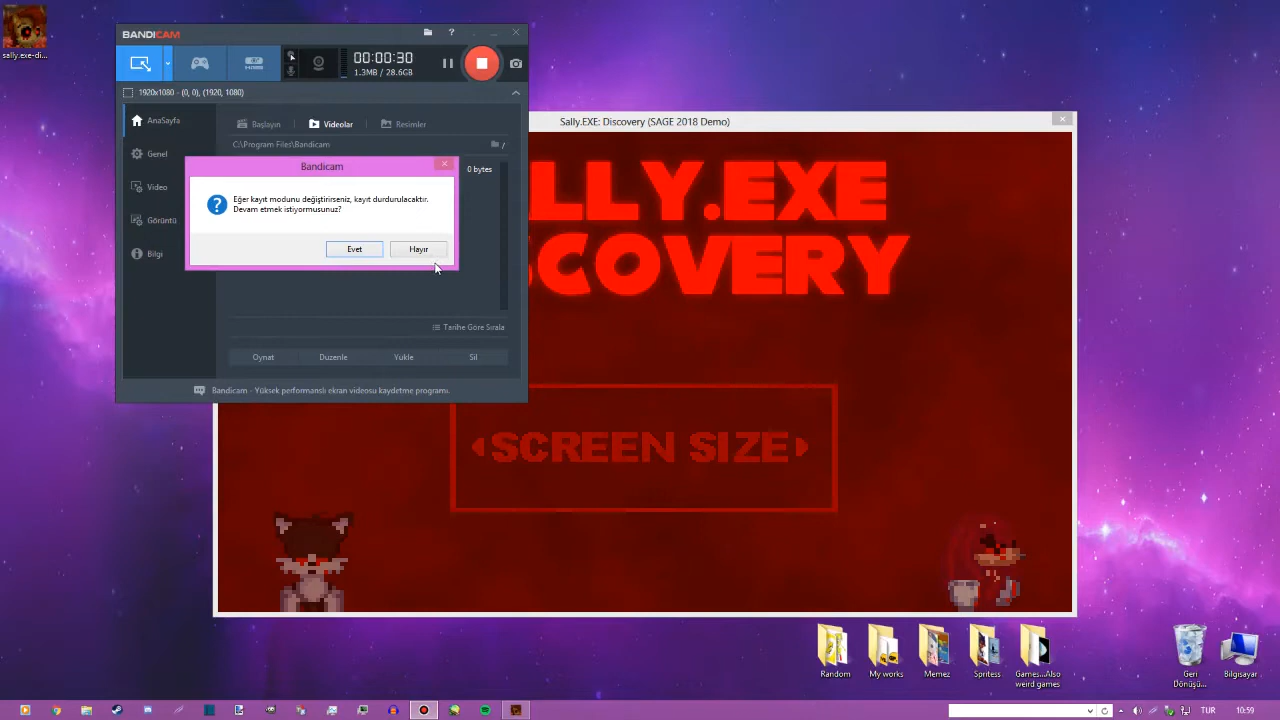 sally.exe-di...
BANDICAM
00:00:30
1.3MB / 28.6GB
1920x1080 - (0, 0), (1920, 1080)
AnaSayfa
Genel
Video
Görüntü
Bilgi
Başlayın
Videolar
Resimler
C:\Program Files\Bandicam
0 bytes
Bandicam
Eğer kayıt modunu değiştirirseniz, kayıt durdurulacaktır.
Devam etmek istiyormusunuz?
Evet
Hayır
Tarihe Göre Sırala
Oynat
Düzenle
Yükle
Sil
Bandicam - Yüksek performanslı ekran videosu kaydetme programı.
Sally.EXE: Discovery (SAGE 2018 Demo)
LLY.EXE
SCOVERY
SCREEN SIZE
Random
My works
Memez
Spritess
Games...Also
weird games
Geri
Dönüşü...
Bilgisayar
TUR
10:59